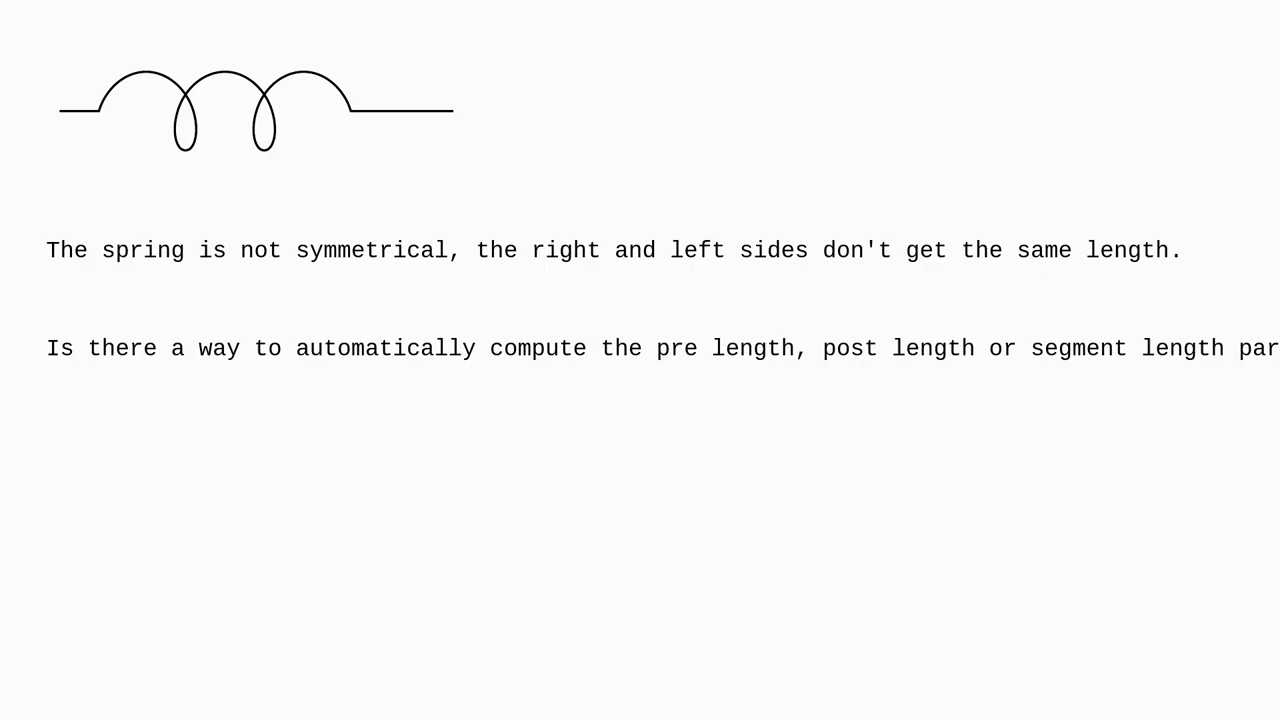 The spring is not symmetrical, the right and left sides don't get the same length.
Is there a way to automatically compute the pre length, post length or segment length par